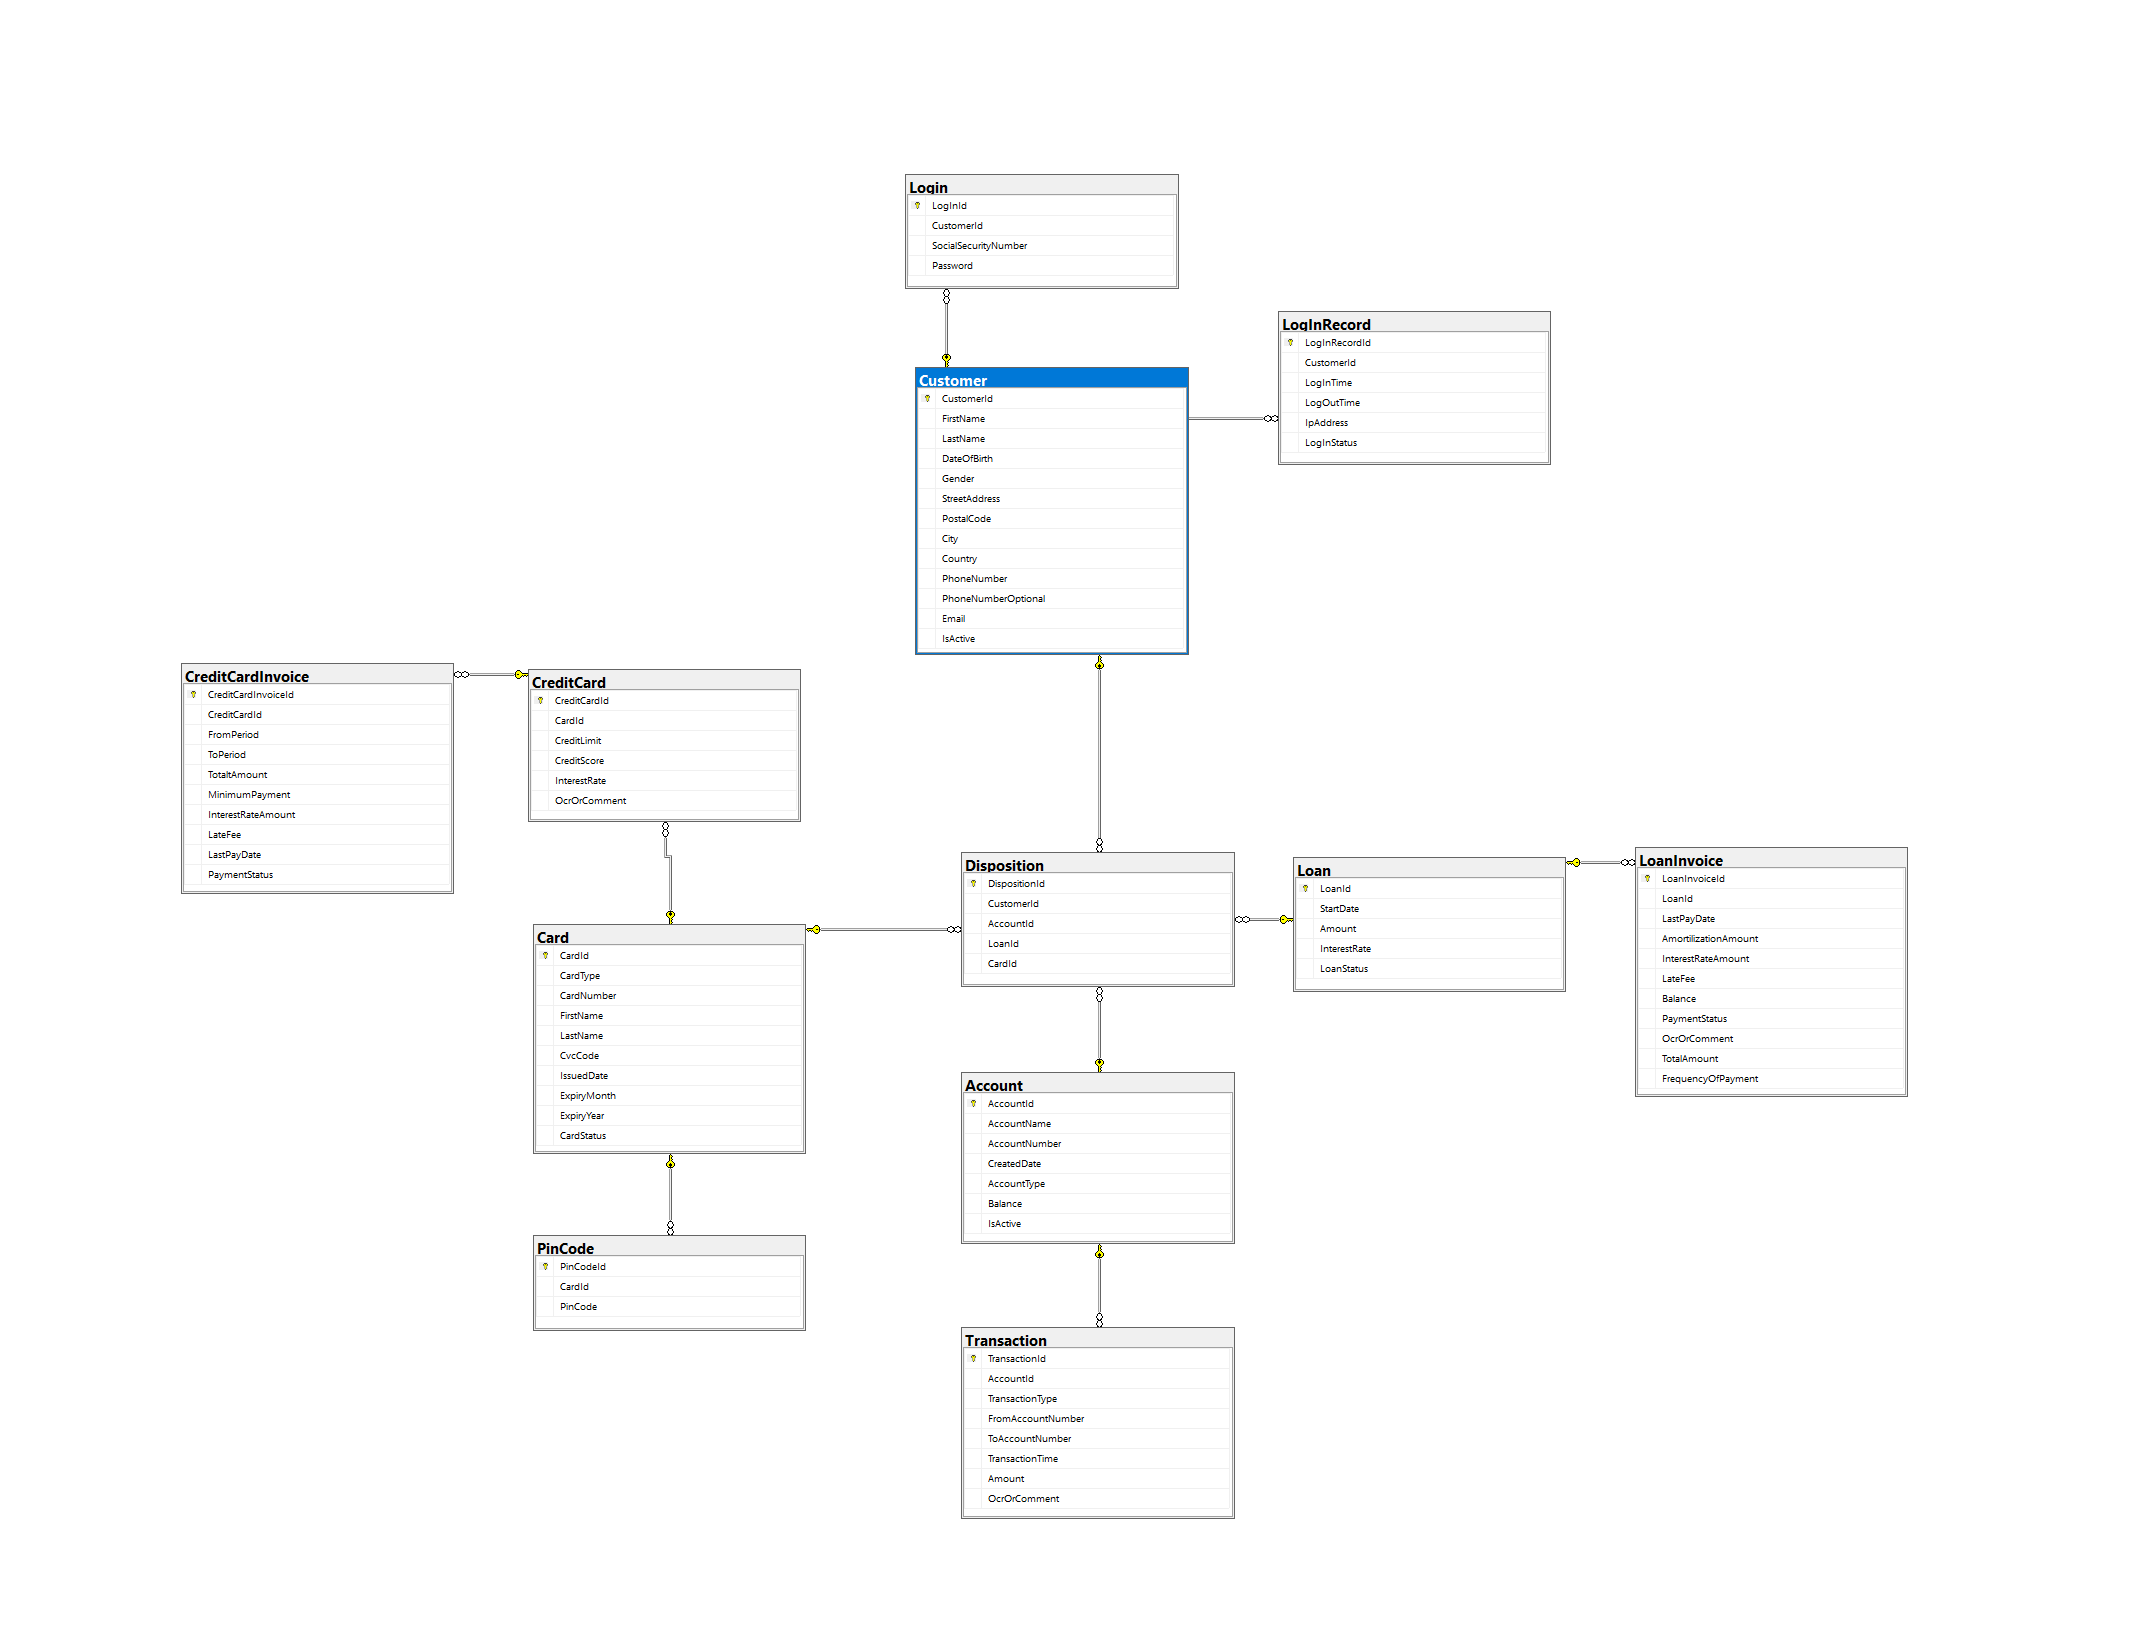 Login
LogInId
CustomerId
SocialSecurityNumber
Password
LogInRecord
LogInRecordId
CustomerId
LogInTime
LogOutTime
IpAddress
LogInStatus
Customer
CustomerId
FirstName
LastName
DateOfBirth
Gender
StreetAddress
PostalCode
City
Country
PhoneNumber
PhoneNumberOptional
Email
IsActive
CreditCardInvoice
CreditCardInvoiceId
CreditCardId
FromPeriod
ToPeriod
TotaltAmount
MinimumPayment
InterestRateAmount
LateFee
LastPayDate
PaymentStatus
CreditCard
CreditCardId
CardId
CreditLimit
CreditScore
InterestRate
OcrOrComment
Disposition
DispositionId
CustomerId
AccountId
LoanId
CardId
Loan
LoanId
StartDate
Amount
InterestRate
LoanStatus
LoanInvoice
LoanInvoiceId
LoanId
LastPayDate
AmortilizationAmount
InterestRateAmount
LateFee
Balance
PaymentStatus
OcrOrComment
TotalAmount
FrequencyOfPayment
Card
CardId
CardType
CardNumber
FirstName
LastName
CvcCode
IssuedDate
ExpiryMonth
ExpiryYear
CardStatus
Account
AccountId
AccountName
AccountNumber
CreatedDate
AccountType
Balance
IsActive
PinCode
PinCodeId
CardId
PinCode
Transaction
TransactionId
AccountId
TransactionType
FromAccountNumber
ToAccountNumber
TransactionTime
Amount
OcrOrComment